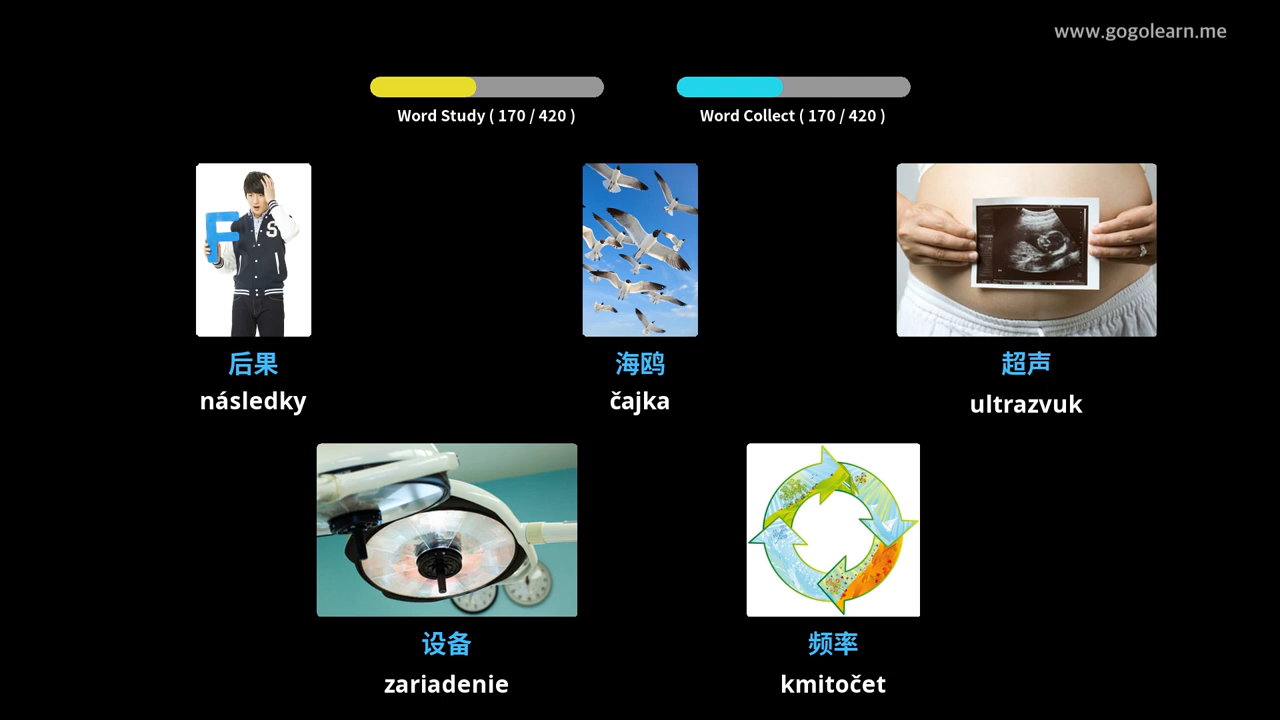 www.gogolearn.me
Word Study ( 170 / 420 )
Word Collect ( 170 / 420 )
F
S
后果
následky
海鸥
čajka
超声
ultrazvuk
设备
zariadenie
频率
kmitočet